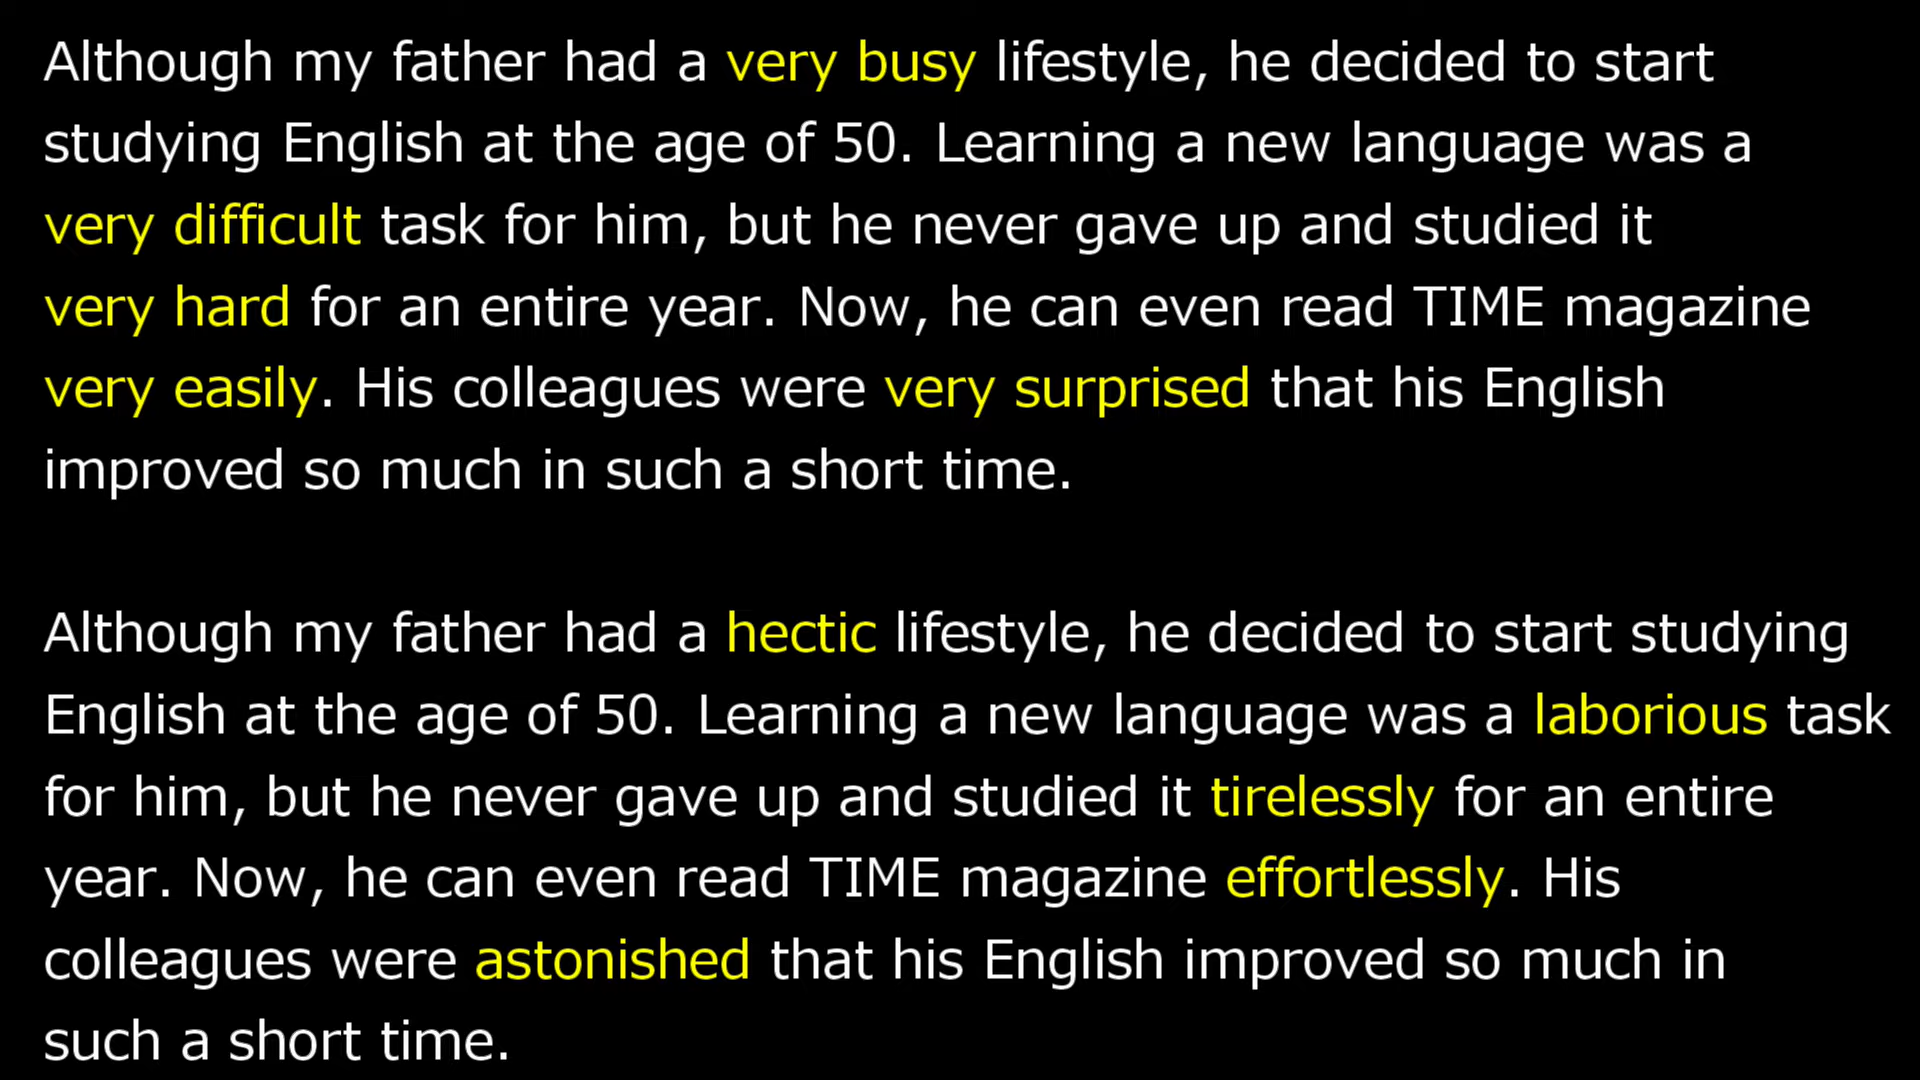 Although my father had a very busy lifestyle, he decided to start
studying English at the age of 50. Learning a new language was a
very difficult task for him, but he never gave up and studied it
very hard for an entire year. Now, he can even read TIME magazine
very easily. His colleagues were very surprised that his English
improved so much in such a short time.
Although my father had a hectic lifestyle, he decided to start studying
English at the age of 50. Learning a new language was a laborious task
for him, but he never gave up and studied it tirelessly for an entire
year. Now, he can even read TIME magazine effortlessly. His
colleagues were astonished that his English improved so much in
such a short time.